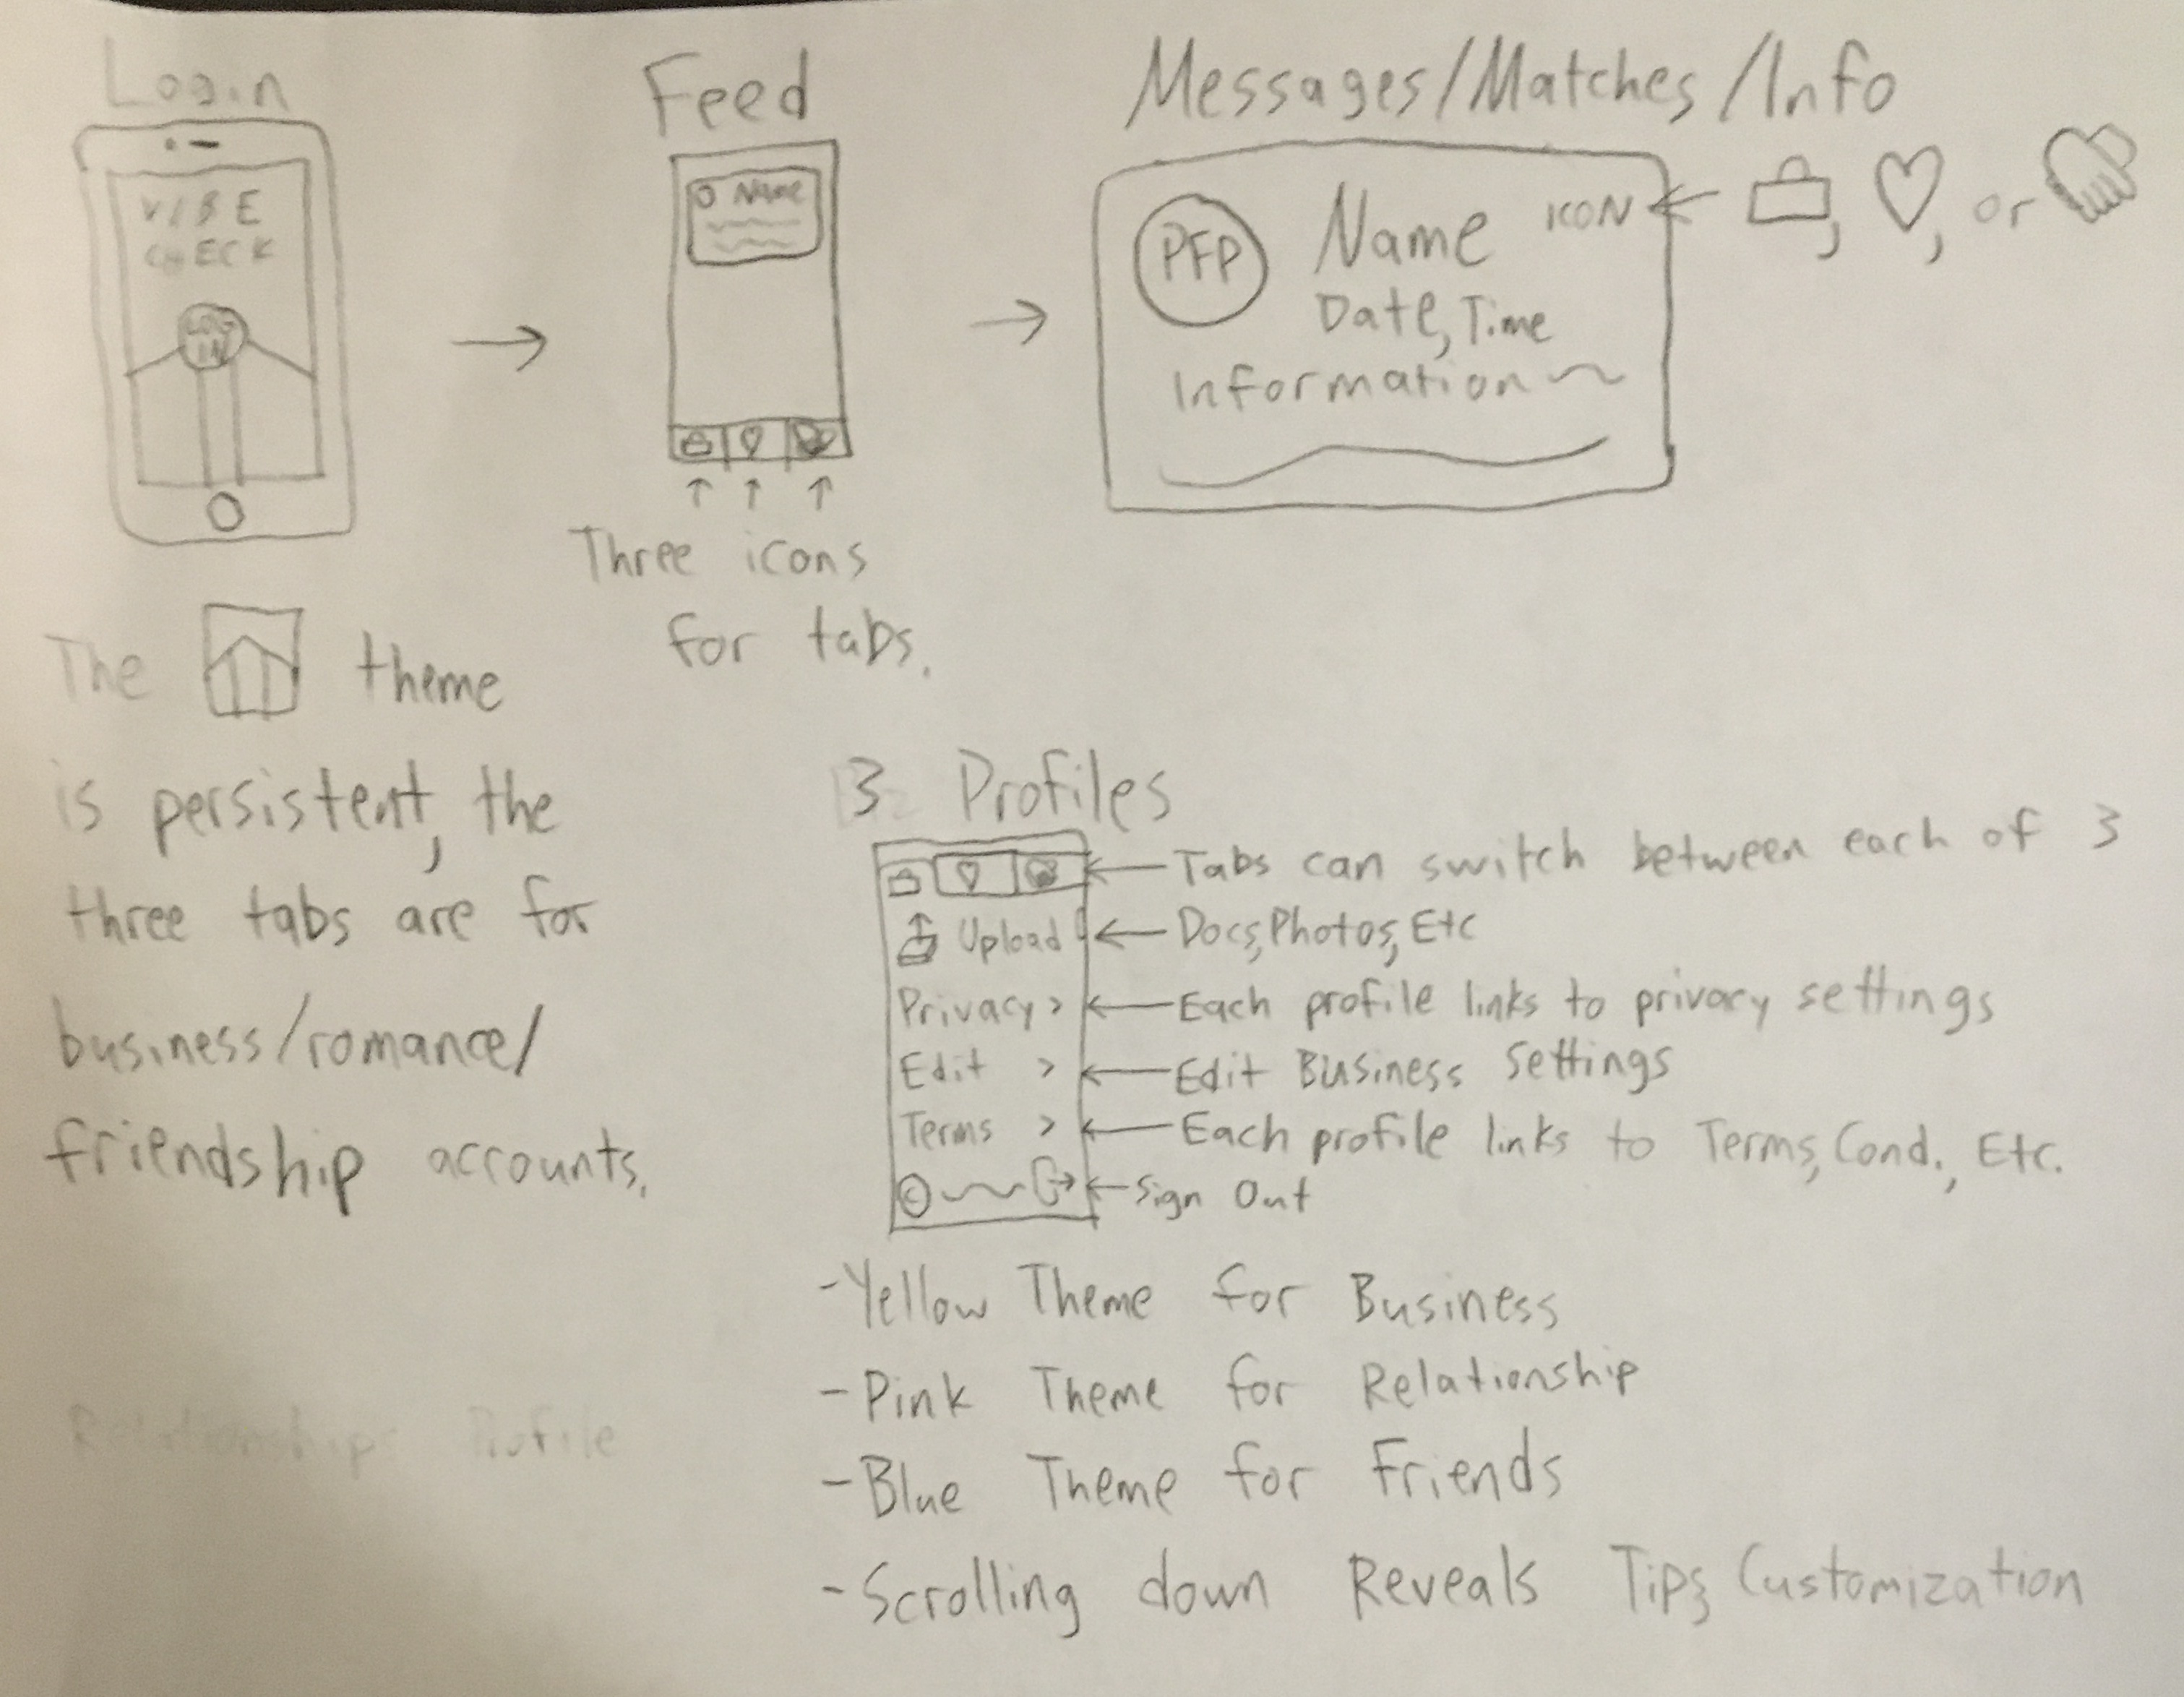 Login
VIBE
CHECK
LOG
IN
Feed
Name
Three icons
for tabs.
Messages/Matches/Info
PFP
Name
ICON
, , or
Date, Time
Information
The theme
is persistent, the
three tabs are for
business/romance/
friendship accounts.
Relationships Profile
3 Profiles
Tabs can switch between each of 3
Upload
Docs, Photos, Etc
Privacy >
Each profile links to privacy settings
Edit >
Edit Business Settings
Terms >
Each profile links to Terms, Cond., Etc.
©
Sign Out
-Yellow Theme for Business
-Pink Theme for Relationship
-Blue Theme for Friends
-Scrolling down Reveals Tips, Customization